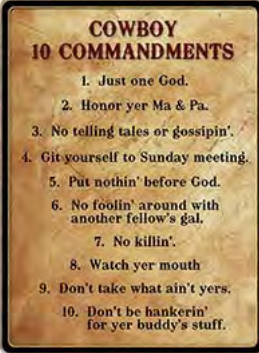 COWBOY
10 COMMANDMENTS
1. Just one God.
2. Honor yer Ma & Pa.
3. No telling tales or gossipin'.
4. Git yourself to Sunday meeting.
5. Put nothin' before God.
6. No foolin' around with
another fellow's gal.
7. No killin'.
8. Watch yer mouth
9. Don't take what ain't yers.
10. Don't be hankerin'
for yer buddy's stuff.